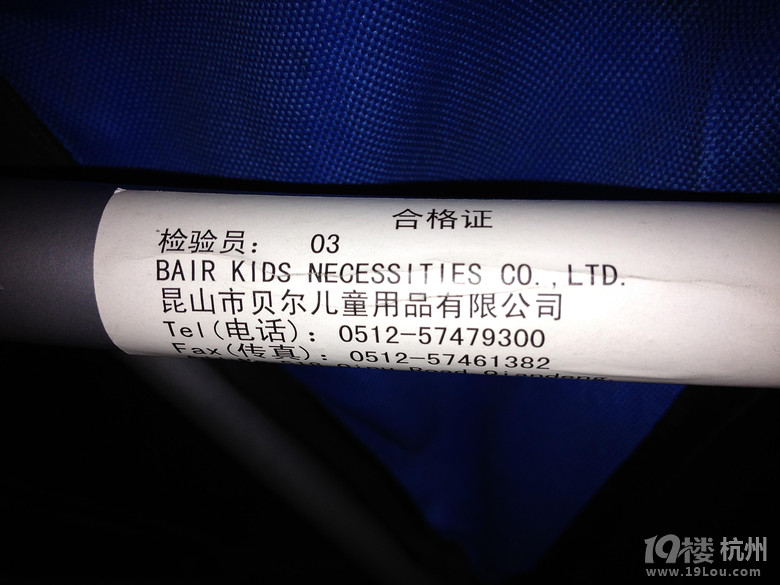 合格证
检验员： 03
BAIR KIDS NECESSITIES CO.,LTD.
昆山市贝尔儿童用品有限公司
Tel(电话)：0512-57479300
Fax(传真)：0512-57461382
Road Qiandeng
19楼杭州
www.19Lou.com